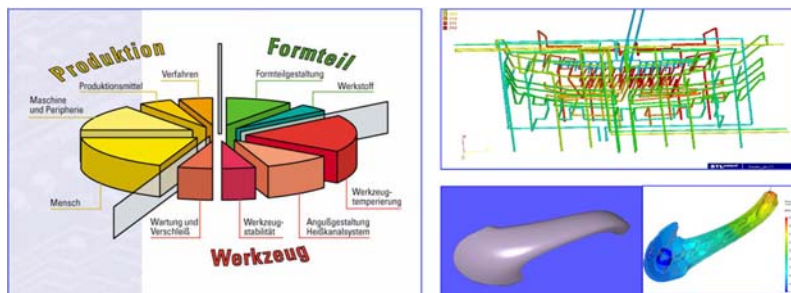 Produktion
Formteil
Verfahren
Formteilgestaltung
Produktionsmittel
Werkstoff
Maschine
und Peripherie
Mensch
Wartung und
Verschleiß
Werkzeug-
stabilität
Angußgestaltung
Heißkanalsystem
Werkzeug-
temperierung
Werkzeug